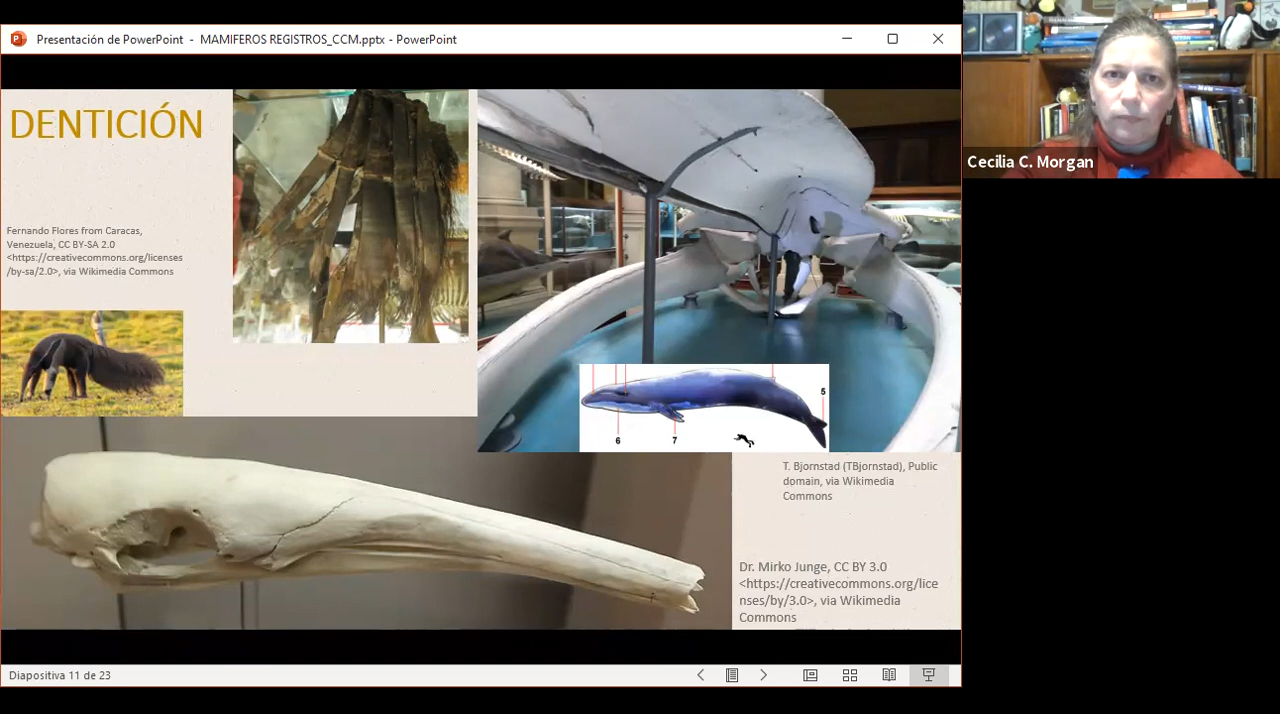 Presentación de PowerPoint - MAMIFEROS REGISTROS_CCM.pptx - PowerPoint
DENTICIÓN
Fernando Flores from Caracas,
Venezuela, CC BY-SA 2.0
<https://creativecommons.org/licenses
/by-sa/2.0>, via Wikimedia Commons
5
6
7
T. Bjornstad (TBjornstad), Public
domain, via Wikimedia
Commons
Dr. Mirko Junge, CC BY 3.0
<https://creativecommons.org/lice
nses/by/3.0>, via Wikimedia
Commons
Diapositiva 11 de 23
Cecilia C. Morgan